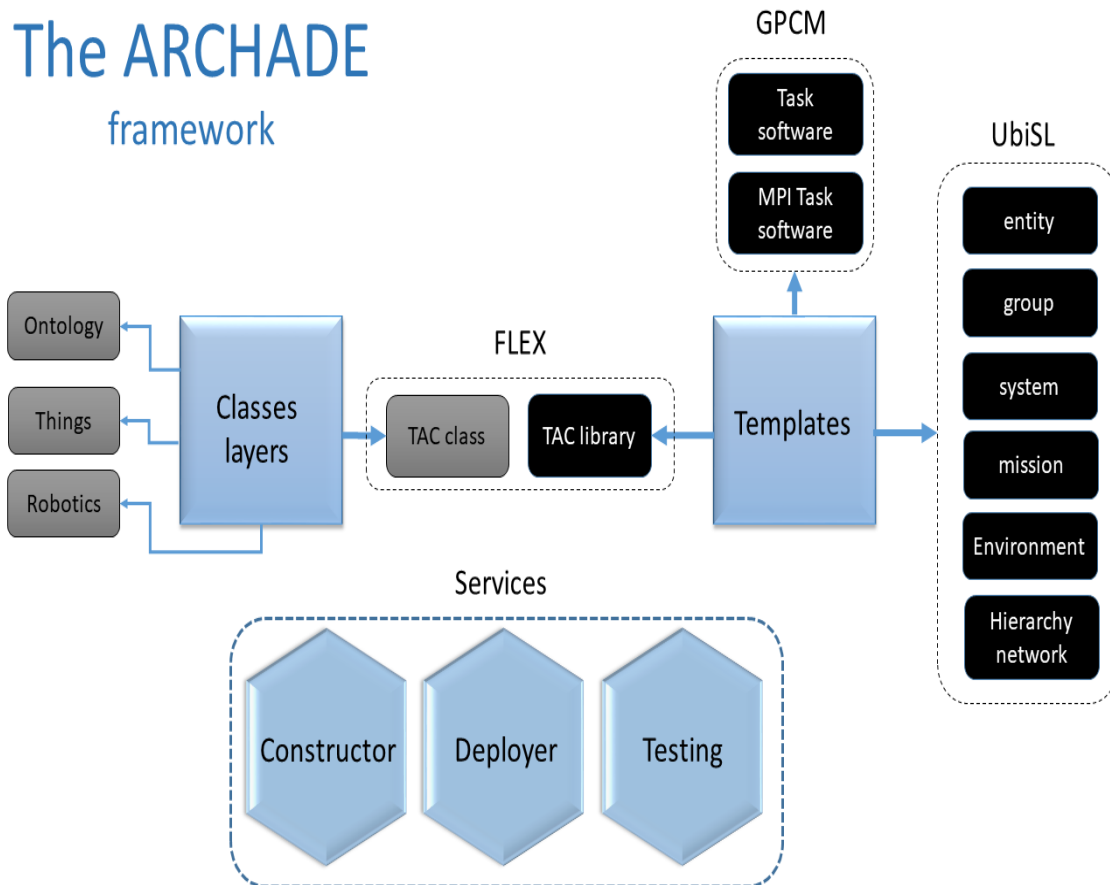 The ARCHADE
framework
GPCM
Task
software
MPI Task
software
UbiSL
entity
group
system
mission
Environment
Hierarchy
network
Ontology
Things
Robotics
Classes
layers
FLEX
TAC class
TAC library
Templates
Services
Constructor
Deployer
Testing